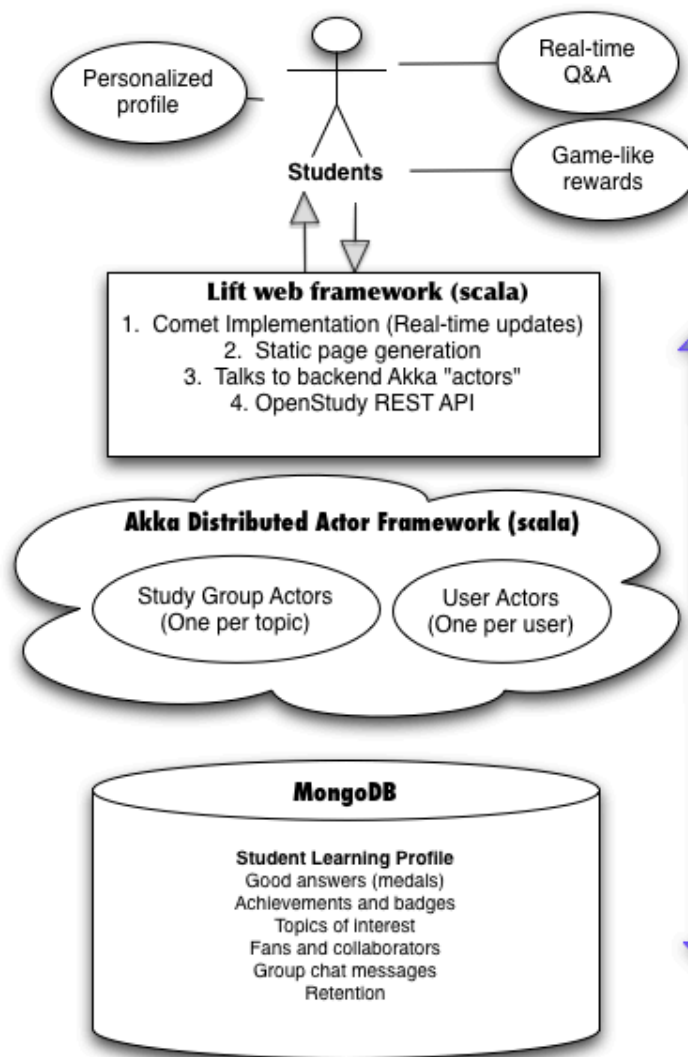 Real-time
Q&A
Personalized
profile
Game-like
rewards
Students
Lift web framework (scala)
1. Comet Implementation (Real-time updates)
2. Static page generation
3. Talks to backend Akka "actors"
4. OpenStudy REST API
Akka Distributed Actor Framework (scala)
Study Group Actors
(One per topic)
User Actors
(One per user)
MongoDB
Student Learning Profile
Good answers (medals)
Achievements and badges
Topics of interest
Fans and collaborators
Group chat messages
Retention